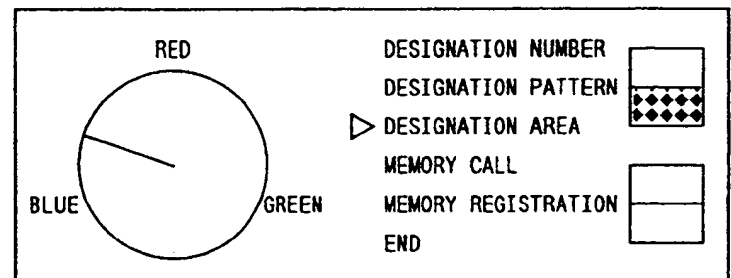 RED
BLUE
GREEN
DESIGNATION NUMBER
DESIGNATION PATTERN
DESIGNATION AREA
MEMORY CALL
MEMORY REGISTRATION
END